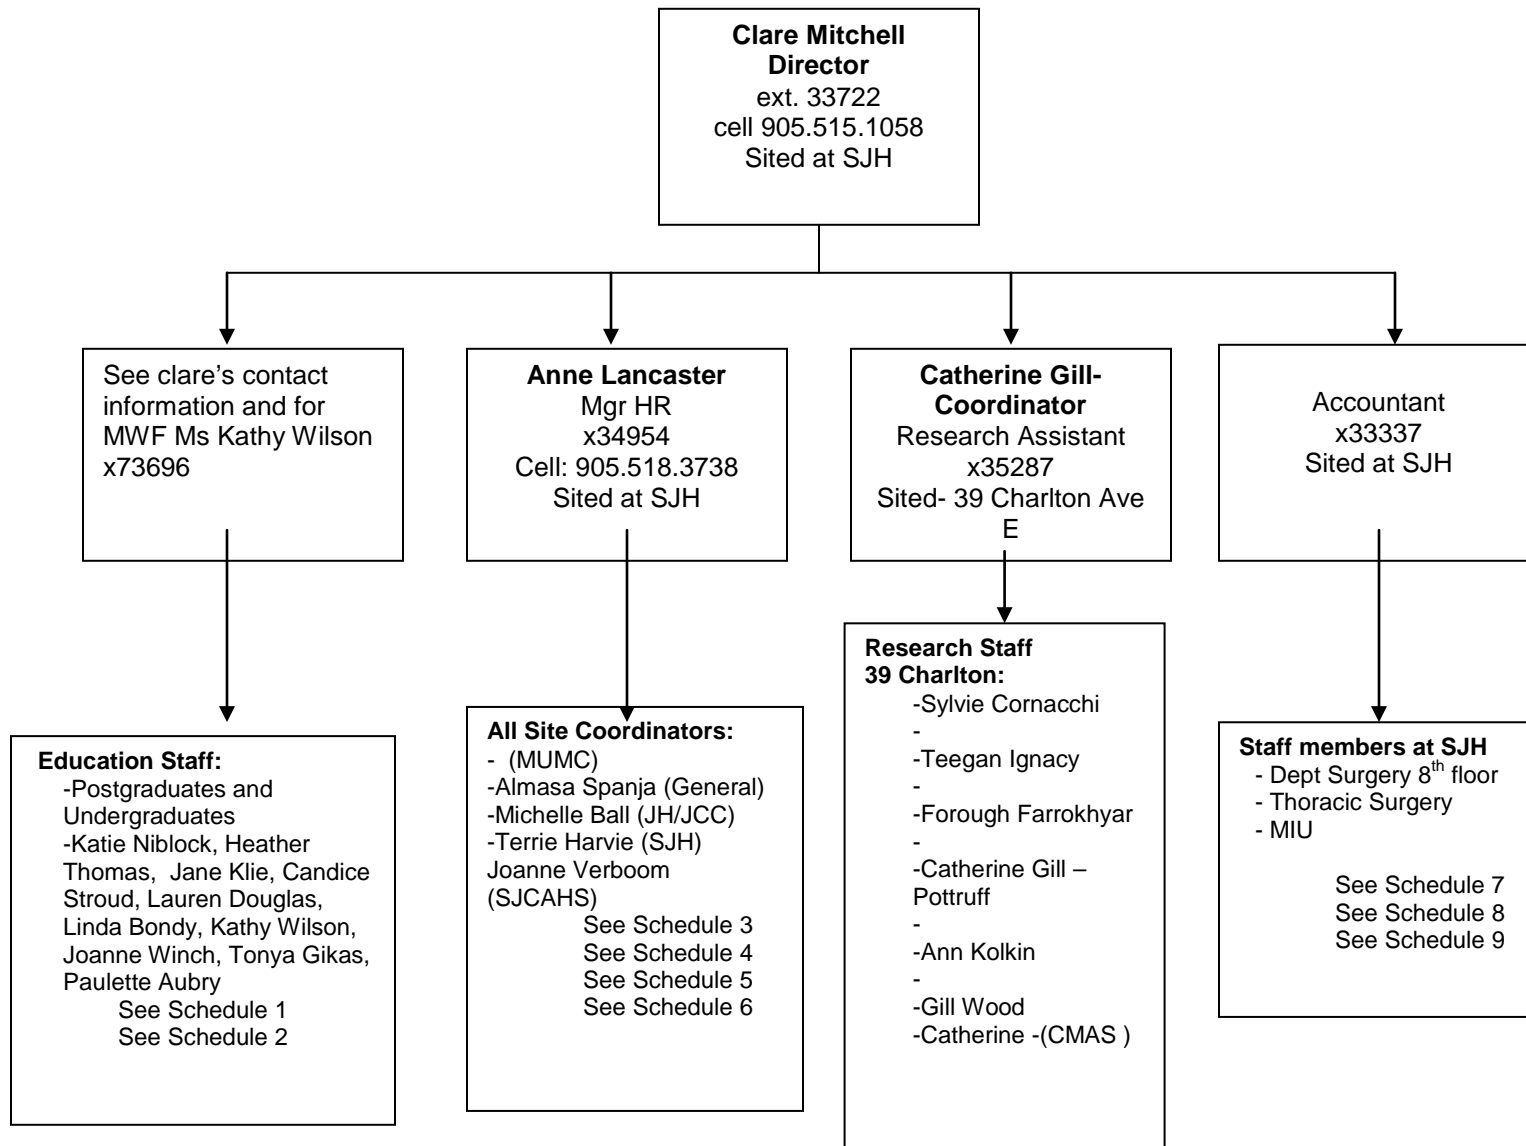 Clare Mitchell
Director
ext. 33722
cell 905.515.1058
Sited at SJH
See clare’s contact
information and for
MWF Ms Kathy Wilson
x73696
Anne Lancaster
Mgr HR
x34954
Cell: 905.518.3738
Sited at SJH
Catherine Gill-
Coordinator
Research Assistant
x35287
Sited- 39 Charlton Ave
E
Accountant
x33337
Sited at SJH
Education Staff:
-Postgraduates and
Undergraduates
-Katie Niblock, Heather
Thomas, Jane Klie, Candice
Stroud, Lauren Douglas,
Linda Bondy, Kathy Wilson,
Joanne Winch, Tonya Gikas,
Paulette Aubry
See Schedule 1
See Schedule 2
All Site Coordinators:
- (MUMC)
-Almasa Spanja (General)
-Michelle Ball (JH/JCC)
-Terrie Harvie (SJH)
Joanne Verboom
(SJCAHS)
See Schedule 3
See Schedule 4
See Schedule 5
See Schedule 6
Research Staff
39 Charlton:
-Sylvie Cornacchi
-
-Teegan Ignacy
-
-Forough Farrokhyar
-
-Catherine Gill –
Pottruff
-
-Ann Kolkin
-
-Gill Wood
-Catherine -(CMAS )
Staff members at SJH
- Dept Surgery 8th floor
- Thoracic Surgery
- MIU
See Schedule 7
See Schedule 8
See Schedule 9